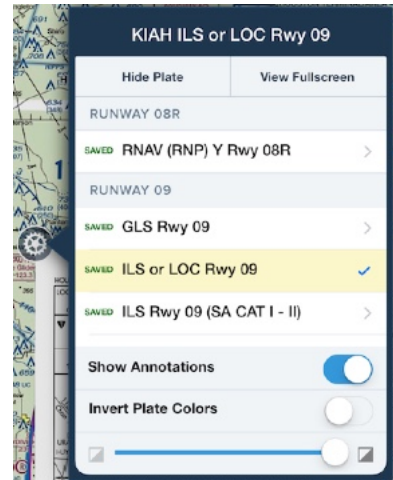 KIAH ILS or LOC Rwy 09
Hide Plate View Fullscreen
RUNWAY 08R
SAVED RNAV (RNP) Y Rwy 08R
RUNWAY 09
SAVED GLS Rwy 09
SAVED ILS or LOC Rwy 09
SAVED ILS Rwy 09 (SA CAT I - II)
Show Annotations
Invert Plate Colors